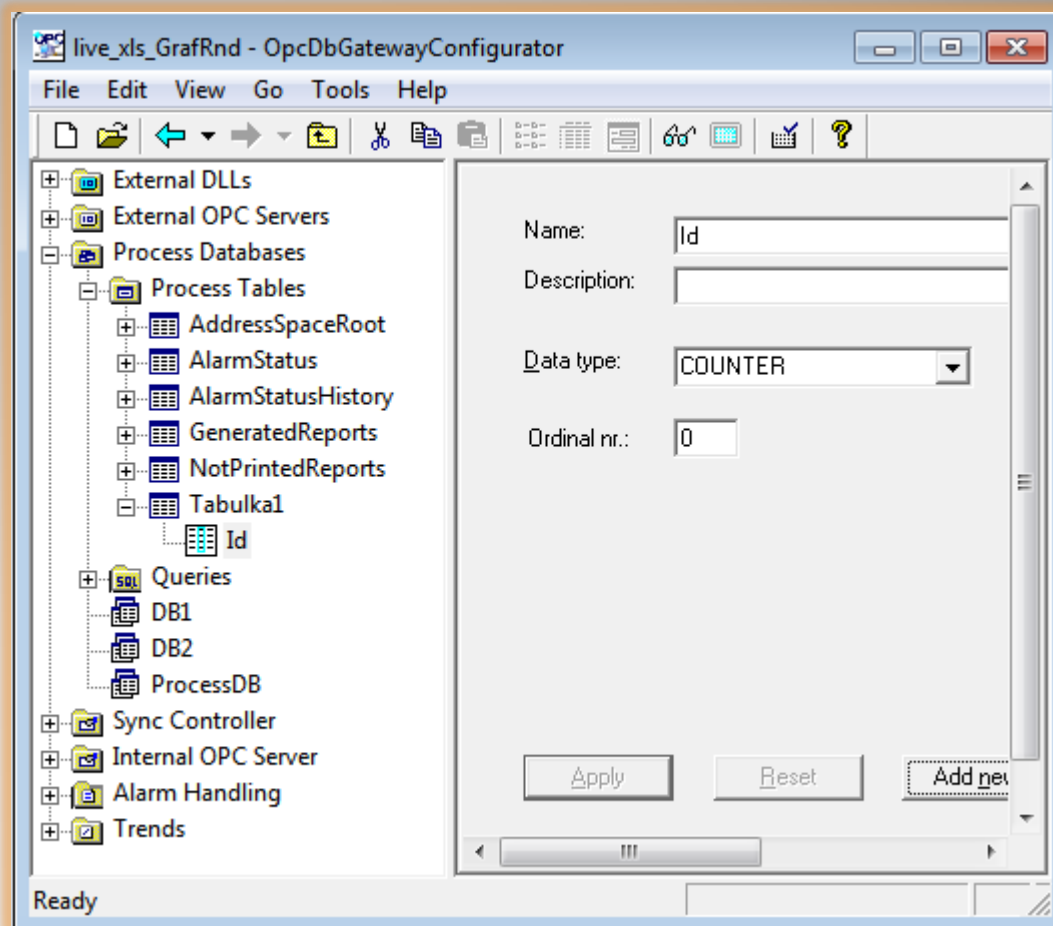 live_xls_GrafRnd - OpcDbGatewayConfigurator
File Edit View Go Tools Help
External DLLs
External OPC Servers
Process Databases
Process Tables
AddressSpaceRoot
AlarmStatus
AlarmStatusHistory
GeneratedReports
NotPrintedReports
Tabulka1
Id
SQL Queries
DB1
DB2
ProcessDB
Sync Controller
Internal OPC Server
Alarm Handling
Trends
Name: Id
Description:
Data type: COUNTER
Ordinal nr.: 0
Apply Reset Add new
Ready